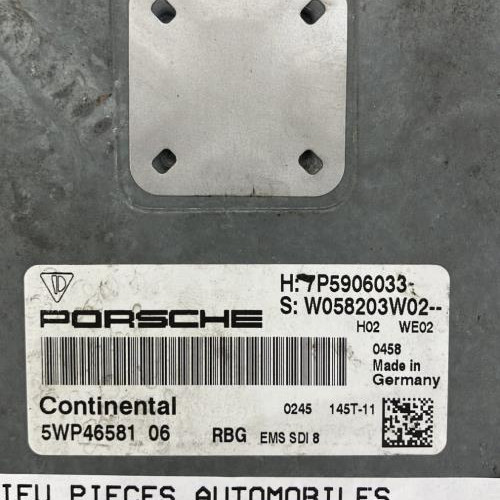 H: 7P5906033-
S: W058203W02--
H02 WE02
PORSCHE
0458
Made in
Germany
Continental
0245 145T-11
5WP46581 06 RBG EMS SDI 8
PIECES AUTOMOBILES